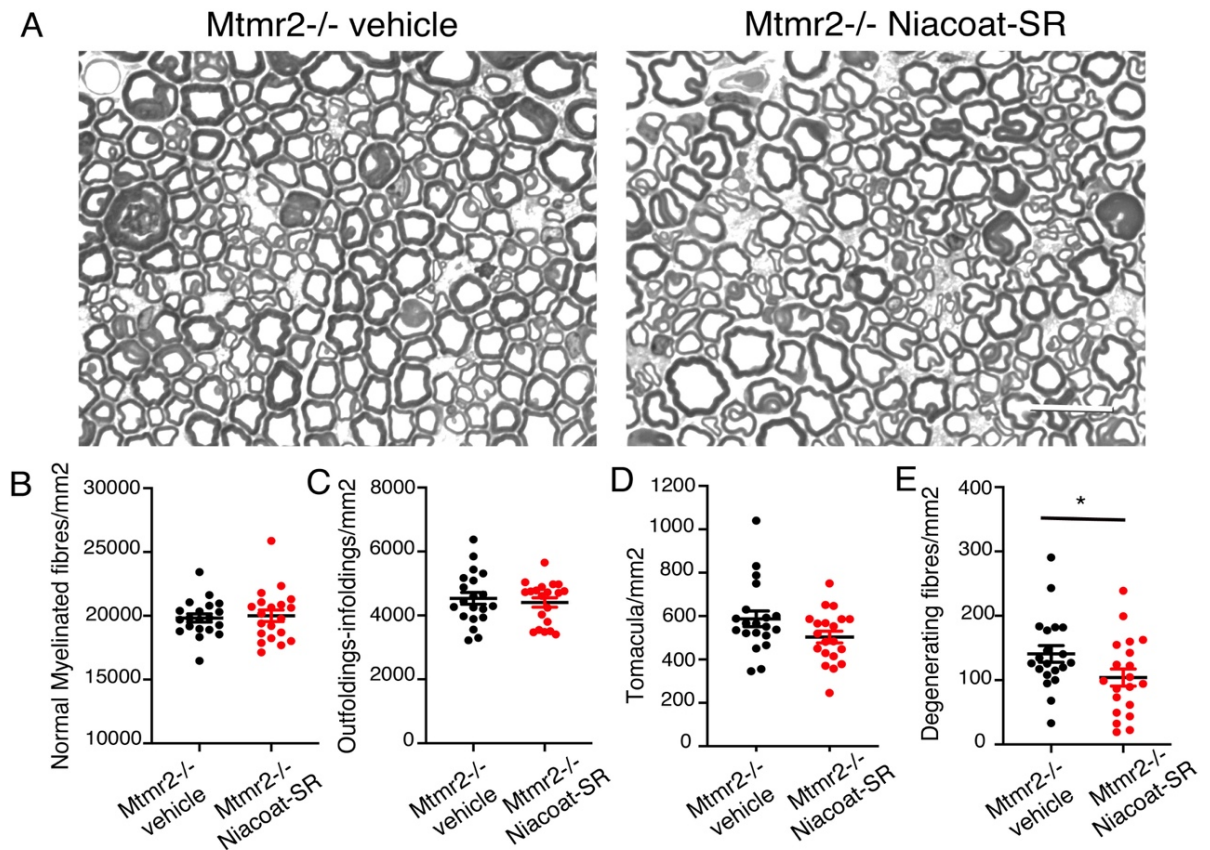 A
Mtmr2-/- vehicle
Mtmr2-/- Niacoat-SR
B
Normal Myelinated fibres/mm2
30000
25000
20000
15000
10000
Mtmr2-/-
vehicle
Mtmr2-/-
Niacoat-SR
C
Outfoldings-infoldings/mm2
8000
6000
4000
2000
0
Mtmr2-/-
vehicle
Mtmr2-/-
Niacoat-SR
D
Tomacula/mm2
1200
1000
800
600
400
200
0
Mtmr2-/-
vehicle
Mtmr2-/-
Niacoat-SR
E
Degenerating fibres/mm2
400
300
200
100
0
*
Mtmr2-/-
vehicle
Mtmr2-/-
Niacoat-SR